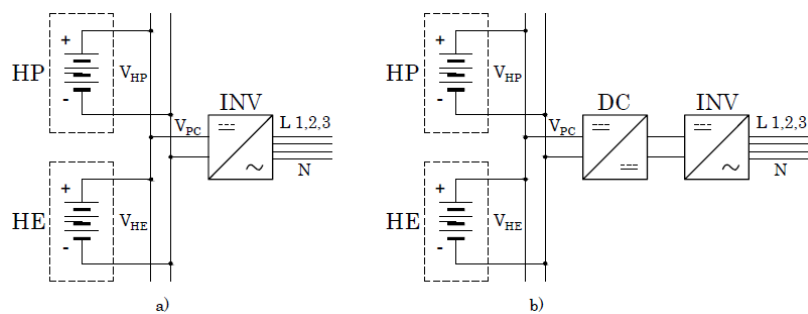 +
HP
V_HP
-
INV
L 1,2,3
V_PC
N
+
HE
V_HE
-
a)
+
HP
V_HP
-
DC
INV
L 1,2,3
V_PC
N
+
HE
V_HE
-
b)